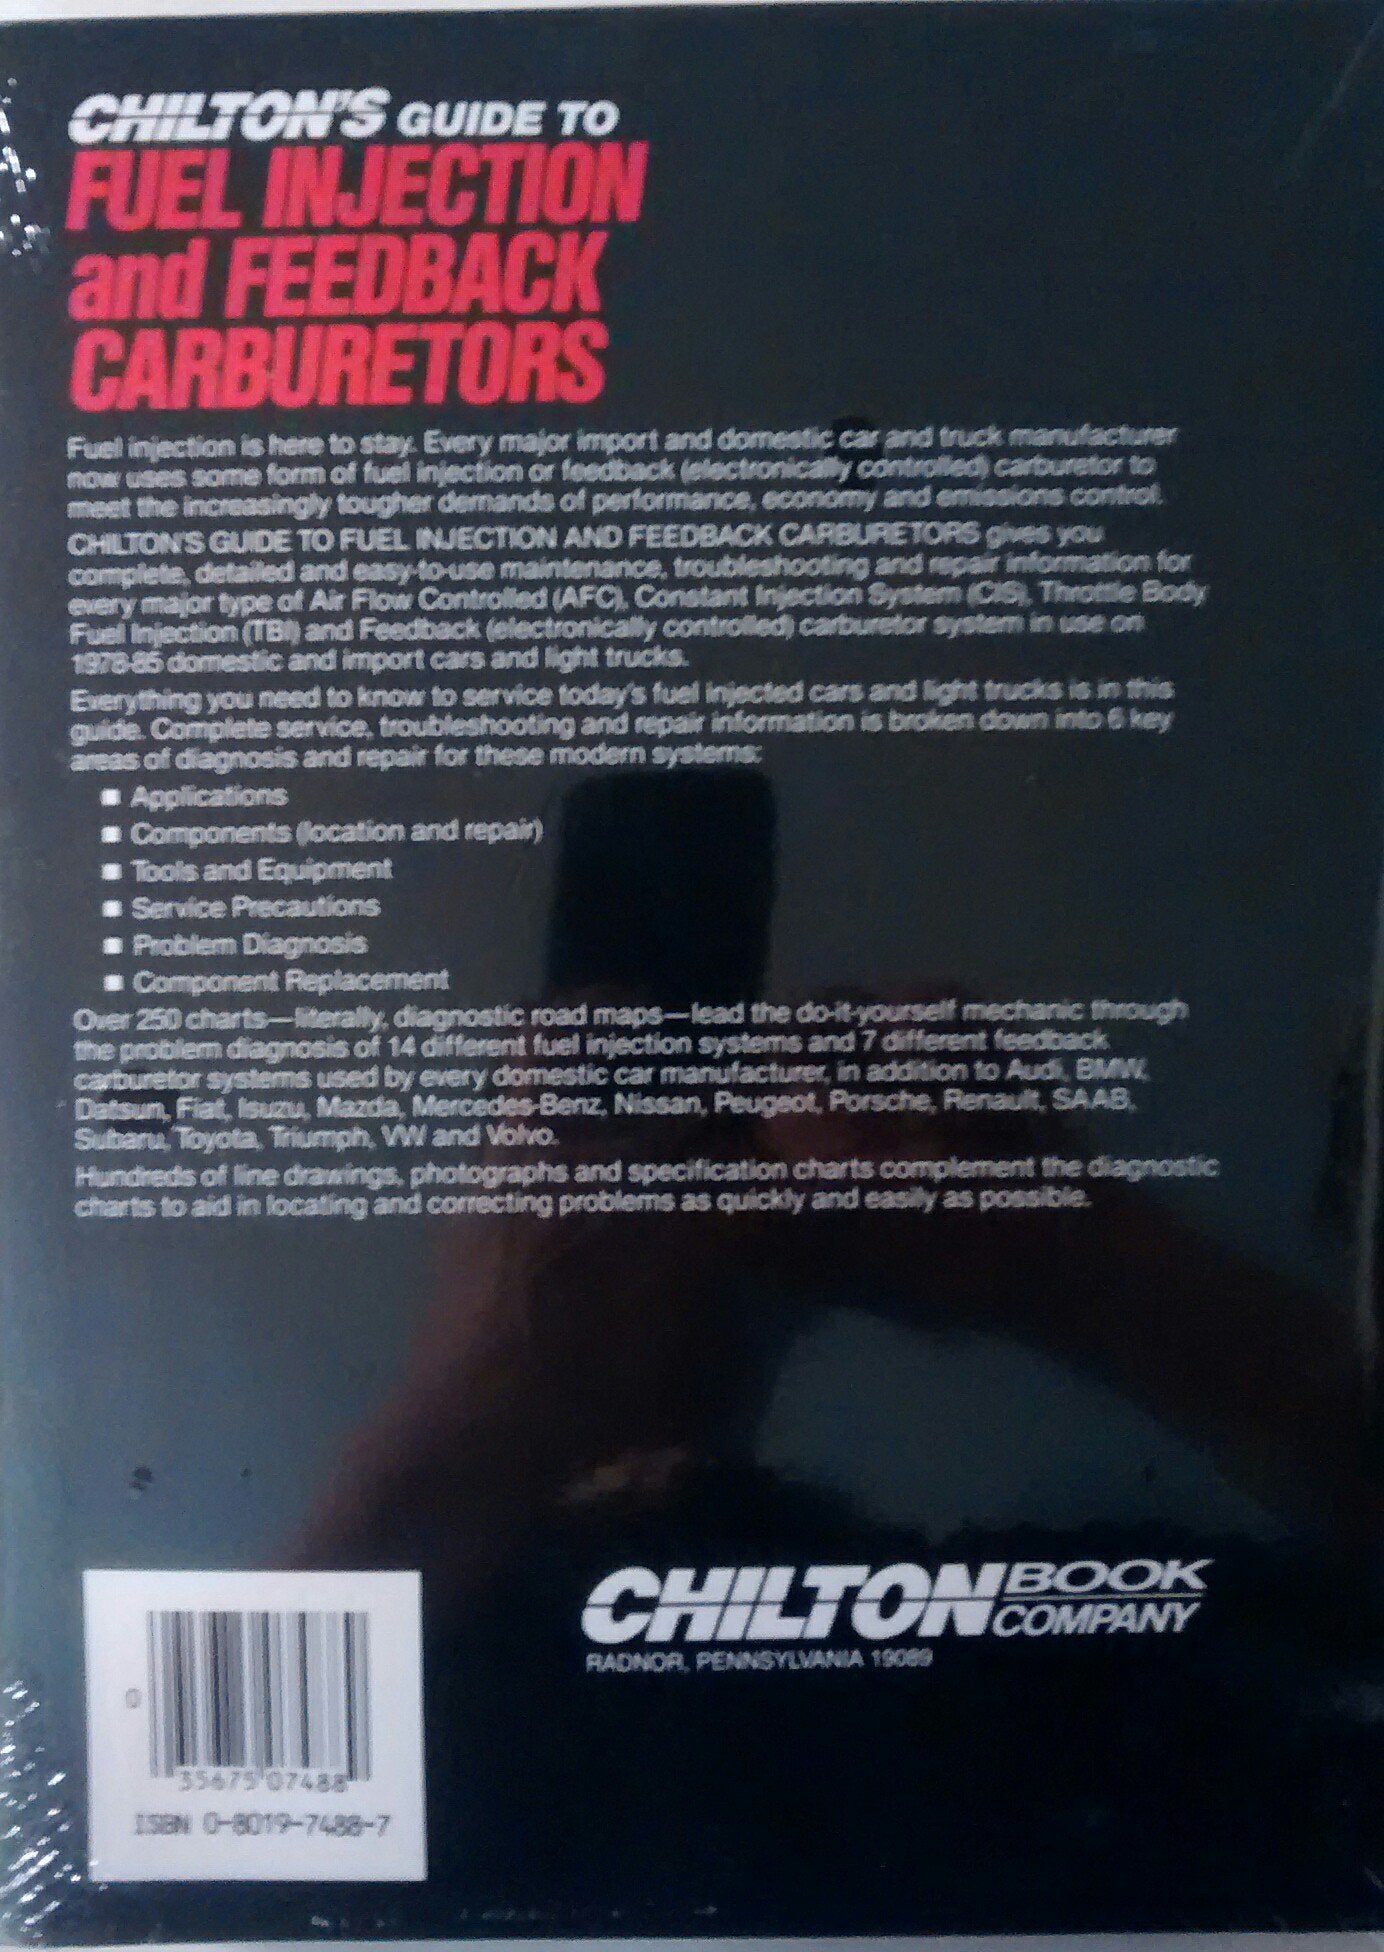 CHILTON'S GUIDE TO
FUEL INJECTION
and FEEDBACK
CARBURETORS
Fuel injection is here to stay. Every major import and domestic car and truck manufacturer
now uses some form of fuel injection or feedback (electronically controlled) carburetor to
meet the increasingly tougher demands of performance, economy and emissions control.
CHILTON'S GUIDE TO FUEL INJECTION AND FEEDBACK CARBURETORS gives you
complete, detailed and easy-to-use maintenance, troubleshooting and repair information for
every major type of Air Flow Controlled (AFC), Constant Injection System (CIS), Throttle Body
Fuel Injection (TBI) and Feedback (electronically controlled) carburetor system in use on
1978-85 domestic and import cars and light trucks.
Everything you need to know to service today's fuel injected cars and light trucks is in this
guide. Complete service, troubleshooting and repair information is broken down into 6 key
areas of diagnosis and repair for these modern systems:
■ Applications
■ Components (location and repair)
■ Tools and Equipment
■ Service Precautions
■ Problem Diagnosis
■ Component Replacement
Over 250 charts—literally, diagnostic road maps—lead the do-it-yourself mechanic through
the problem diagnosis of 14 different fuel injection systems and 7 different feedback
carburetor systems used by every domestic car manufacturer, in addition to Audi, BMW,
Datsun, Fiat, Isuzu, Mazda, Mercedes-Benz, Nissan, Peugeot, Porsche, Renault, SAAB,
Subaru, Toyota, Triumph, VW and Volvo.
Hundreds of line drawings, photographs and specification charts complement the diagnostic
charts to aid in locating and correcting problems as quickly and easily as possible.
CHILTON BOOK
COMPANY
RADNOR, PENNSYLVANIA 19089
0
35675 07488
ISBN 0-8019-7488-7